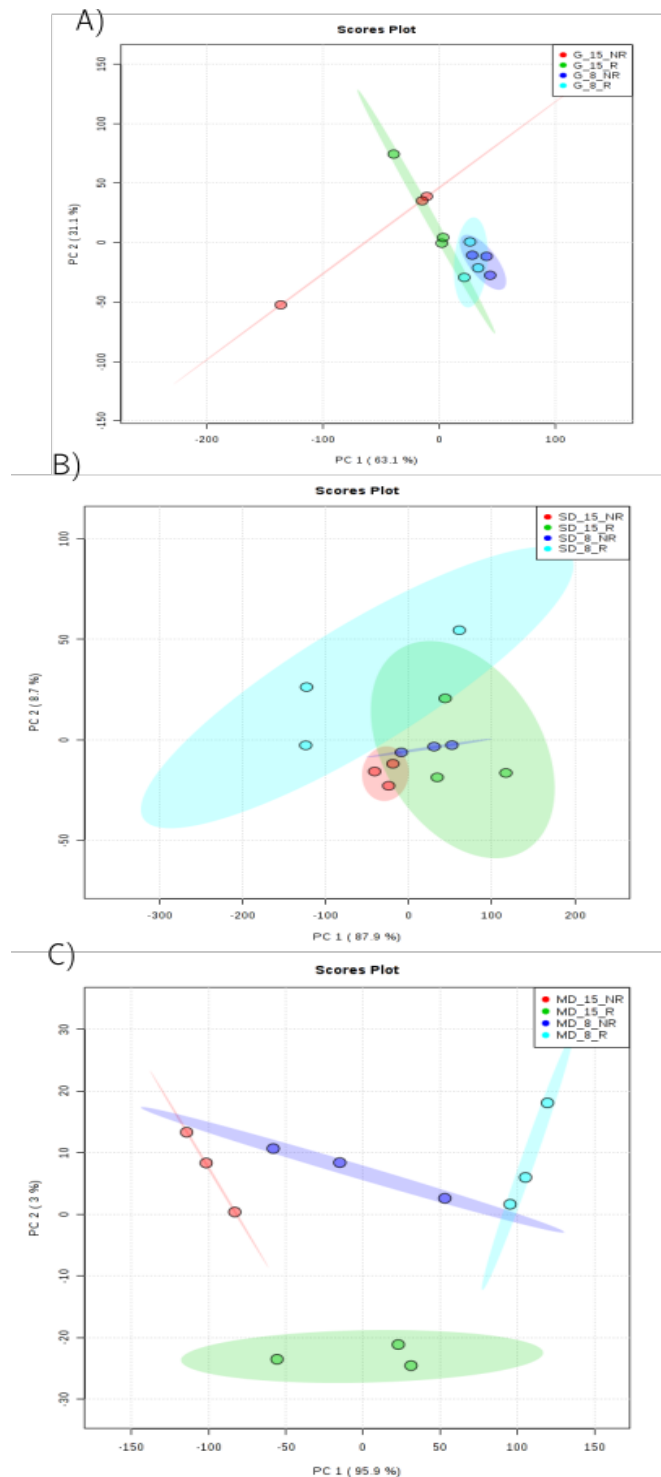 A)
Scores Plot
G_15_NR
G_15_R
G_8_NR
G_8_R
PC 2 ( 31.1 %)
150
100
50
0
-50
-100
-150
-200
-100
0
100
PC 1 ( 63.1 %)
B)
Scores Plot
SD_15_NR
SD_15_R
SD_8_NR
SD_8_R
PC 2 ( 8.7 %)
100
50
0
-50
-300
-200
-100
0
100
200
PC 1 ( 87.9 %)
C)
Scores Plot
MD_15_NR
MD_15_R
MD_8_NR
MD_8_R
PC 2 ( 3 %)
30
20
10
0
-10
-20
-30
-150
-100
-50
0
50
100
150
PC 1 ( 95.9 %)